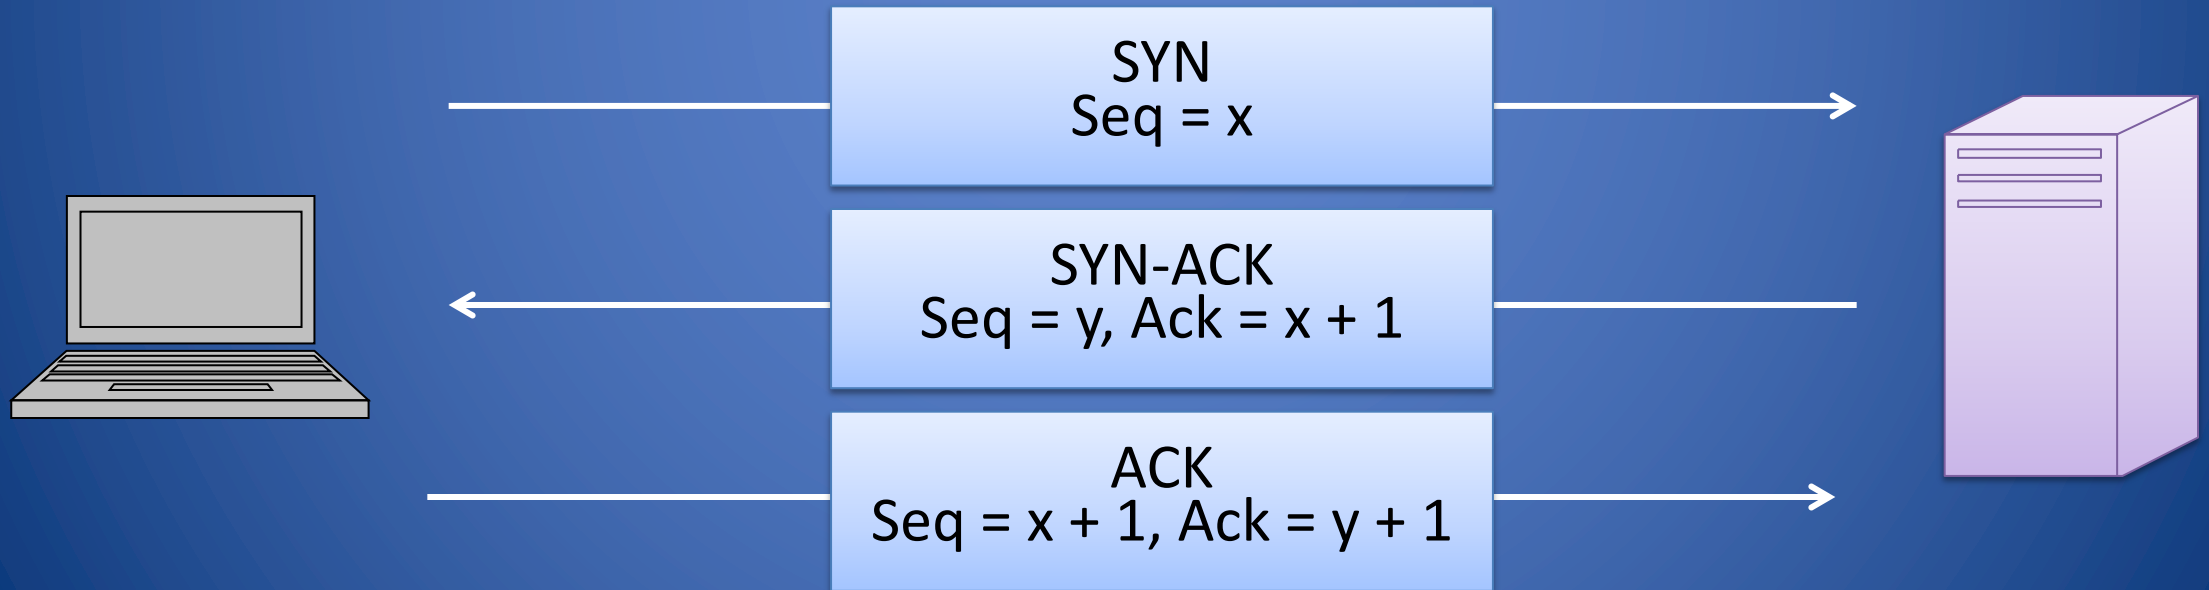 SYN
Seq = x
SYN-ACK
Seq = y, Ack = x + 1
ACK
Seq = x + 1, Ack = y + 1